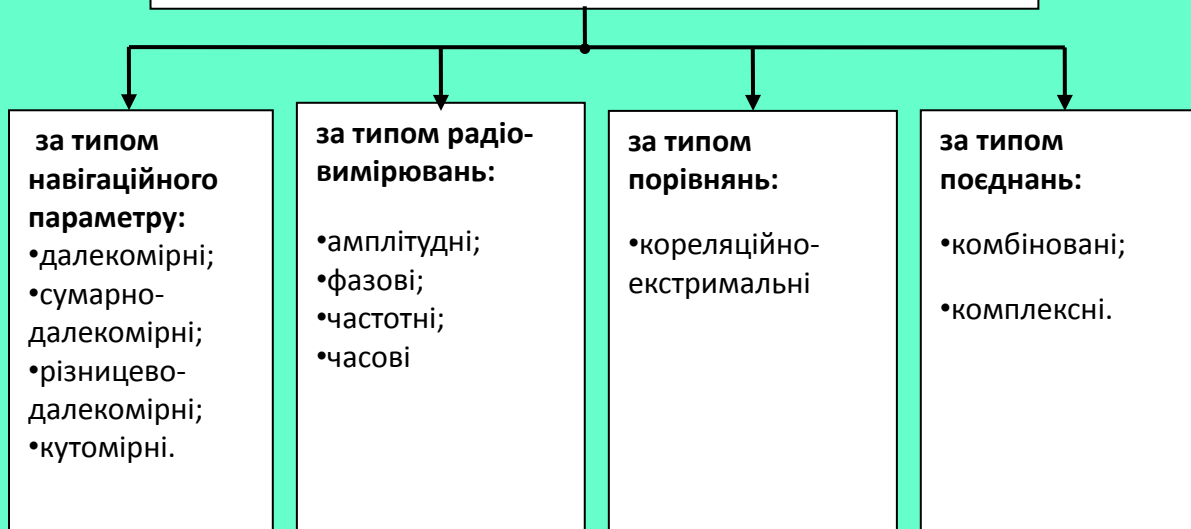 за типом
навігаційного
параметру:
•далекомірні;
•сумарно-
далекомірні;
•різницево-
далекомірні;
•кутомірні.
за типом радіо-
вимірювань:
•амплітудні;
•фазові;
•частотні;
•часові
за типом
порівнянь:
•кореляційно-
екстримальні
за типом
поєднань:
•комбіновані;
•комплексні.